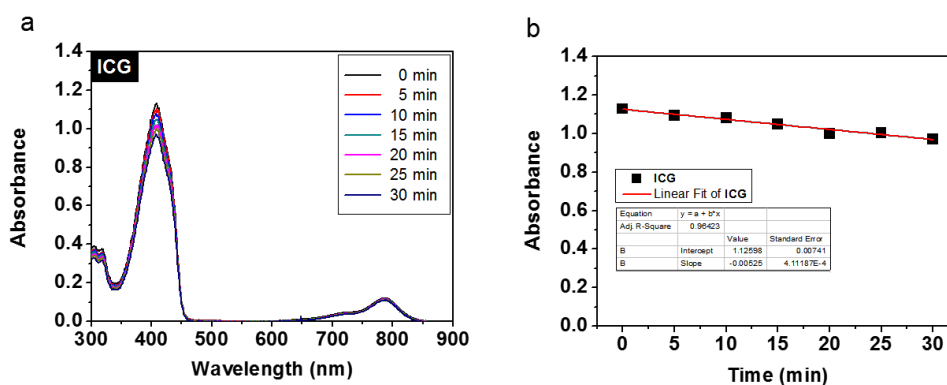 a
ICG
0 min
5 min
10 min
15 min
20 min
25 min
30 min
1.4
1.2
1.0
0.8
0.6
0.4
0.2
0.0
300 400 500 600 700 800 900
Wavelength (nm)
Absorbance
b
1.4
1.2
1.0
0.8
0.6
0.4
0.2
0.0
ICG
Linear Fit of ICG
Equation y = a + b*x
Adj. R-Square 0.96423
Value Standard Error
B Intercept 1.12598 0.00741
B Slope -0.00525 4.11187E-4
0 5 10 15 20 25 30
Time (min)
Absorbance